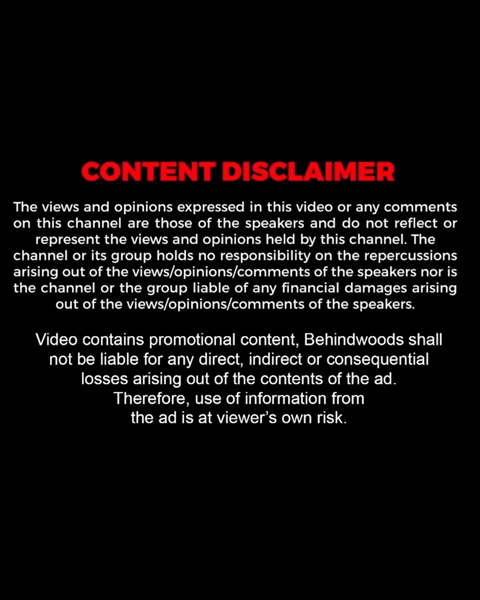 CONTENT DISCLAIMER
The views and opinions expressed in this video or any comments
on this channel are those of the speakers and do not reflect or
represent the views and opinions held by this channel. The
channel or its group holds no responsibility on the repercussions
arising out of the views/opinions/comments of the speakers nor is
the channel or the group liable of any financial damages arising
out of the views/opinions/comments of the speakers.
Video contains promotional content, Behindwoods shall
not be liable for any direct, indirect or consequential
losses arising out of the contents of the ad.
Therefore, use of information from
the ad is at viewer's own risk.